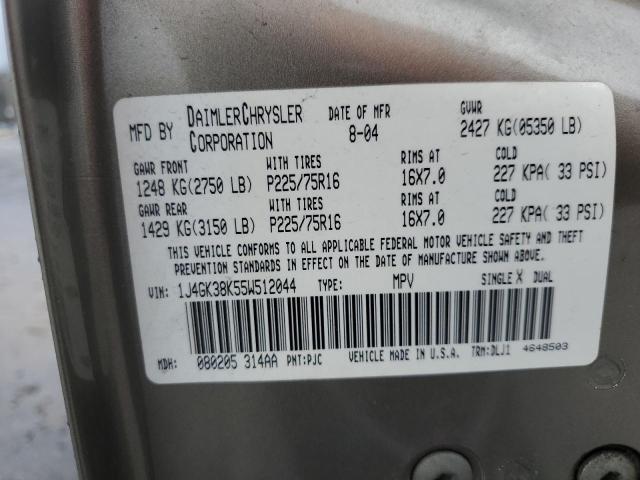 MFD BY DAIMLERCHRYSLER CORPORATION DATE OF MFR 8-04 GVWR 2427 KG(05350 LB)
GAWR FRONT WITH TIRES RIMS AT COLD
1248 KG(2750 LB) P225/75R16 16X7.0 227 KPA( 33 PSI)
GAWR REAR WITH TIRES RIMS AT COLD
1429 KG(3150 LB) P225/75R16 16X7.0 227 KPA( 33 PSI)
THIS VEHICLE CONFORMS TO ALL APPLICABLE FEDERAL MOTOR VEHICLE SAFETY AND THEFT
PREVENTION STANDARDS IN EFFECT ON THE DATE OF MANUFACTURE SHOWN ABOVE.
VIN: 1J4GK38K55W512044 TYPE: MPV SINGLE X DUAL
MDH: 080205 314AA PNT:PJC VEHICLE MADE IN U.S.A. TRM:DLJ1 4648503